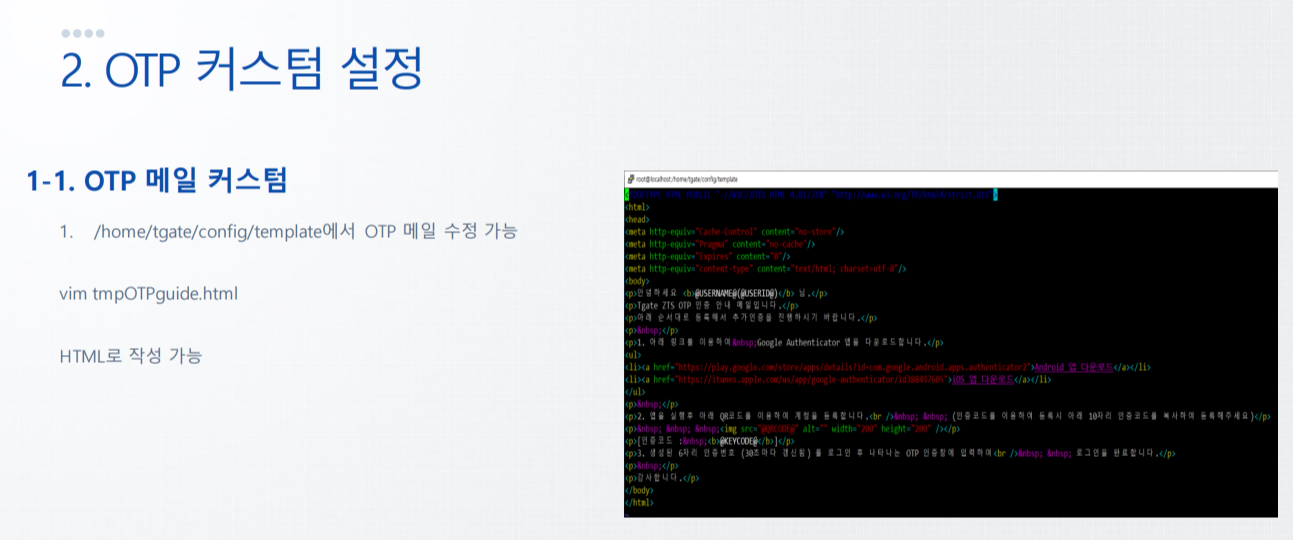 2. OTP 커스텀 설정
1-1. OTP 메일 커스텀
1. /home/tgate/config/template에서 OTP 메일 수정 가능
vim tmpOTPguide.html
HTML로 작성 가능
root@localhost:/home/tgate/config/template
<html>
<head>
<meta http-equiv="Cache-Control" content="no-store"/>
<meta http-equiv="Pragma" content="no-cache"/>
<meta http-equiv="Expires" content="0"/>
<meta http-equiv="content-type" content="text/html; charset=utf-8"/>
<body>
<p>안녕하세요 <b>@USERNAME@(@USERID@)</b> 님.</p>
<p>Tgate ZTS OTP 인증 안내 메일입니다.</p>
<p>아래 순서대로 등록해서 추가인증을 진행하시기 바랍니다.</p>
<p>&nbsp;</p>
<p>1. 아래 링크를 이용하여&nbsp;Google Authenticator 앱을 다운로드합니다.</p>
<ul>
<li><a href="https://play.google.com/store/apps/details?id=com.google.android.apps.authenticator2">Android 앱 다운로드</a></li>
<li><a href="https://itunes.apple.com/us/app/google-authenticator/id388497605">iOS 앱 다운로드</a></li>
</ul>
<p>&nbsp;</p>
<p>2. 앱을 실행후 아래 QR코드를 이용하여 계정을 등록합니다.<br />&nbsp; &nbsp; (인증코드를 이용하여 등록시 아래 10자리 인증코드를 복사하여 등록해주세요)</p>
<p>&nbsp; &nbsp; &nbsp;<img src="@QRCODE@" alt="" width="200" height="200" /></p>
<p>[인증코드 :&nbsp;<b>@KEYCODE@</b>]</p>
<p>3. 생성된 6자리 인증번호 (30초마다 갱신됨) 를 로그인 후 나타나는 OTP 인증창에 입력하여<br />&nbsp; &nbsp; 로그인을 완료합니다.</p>
<p>&nbsp;</p>
<p>감사합니다.</p>
</body>
</html>